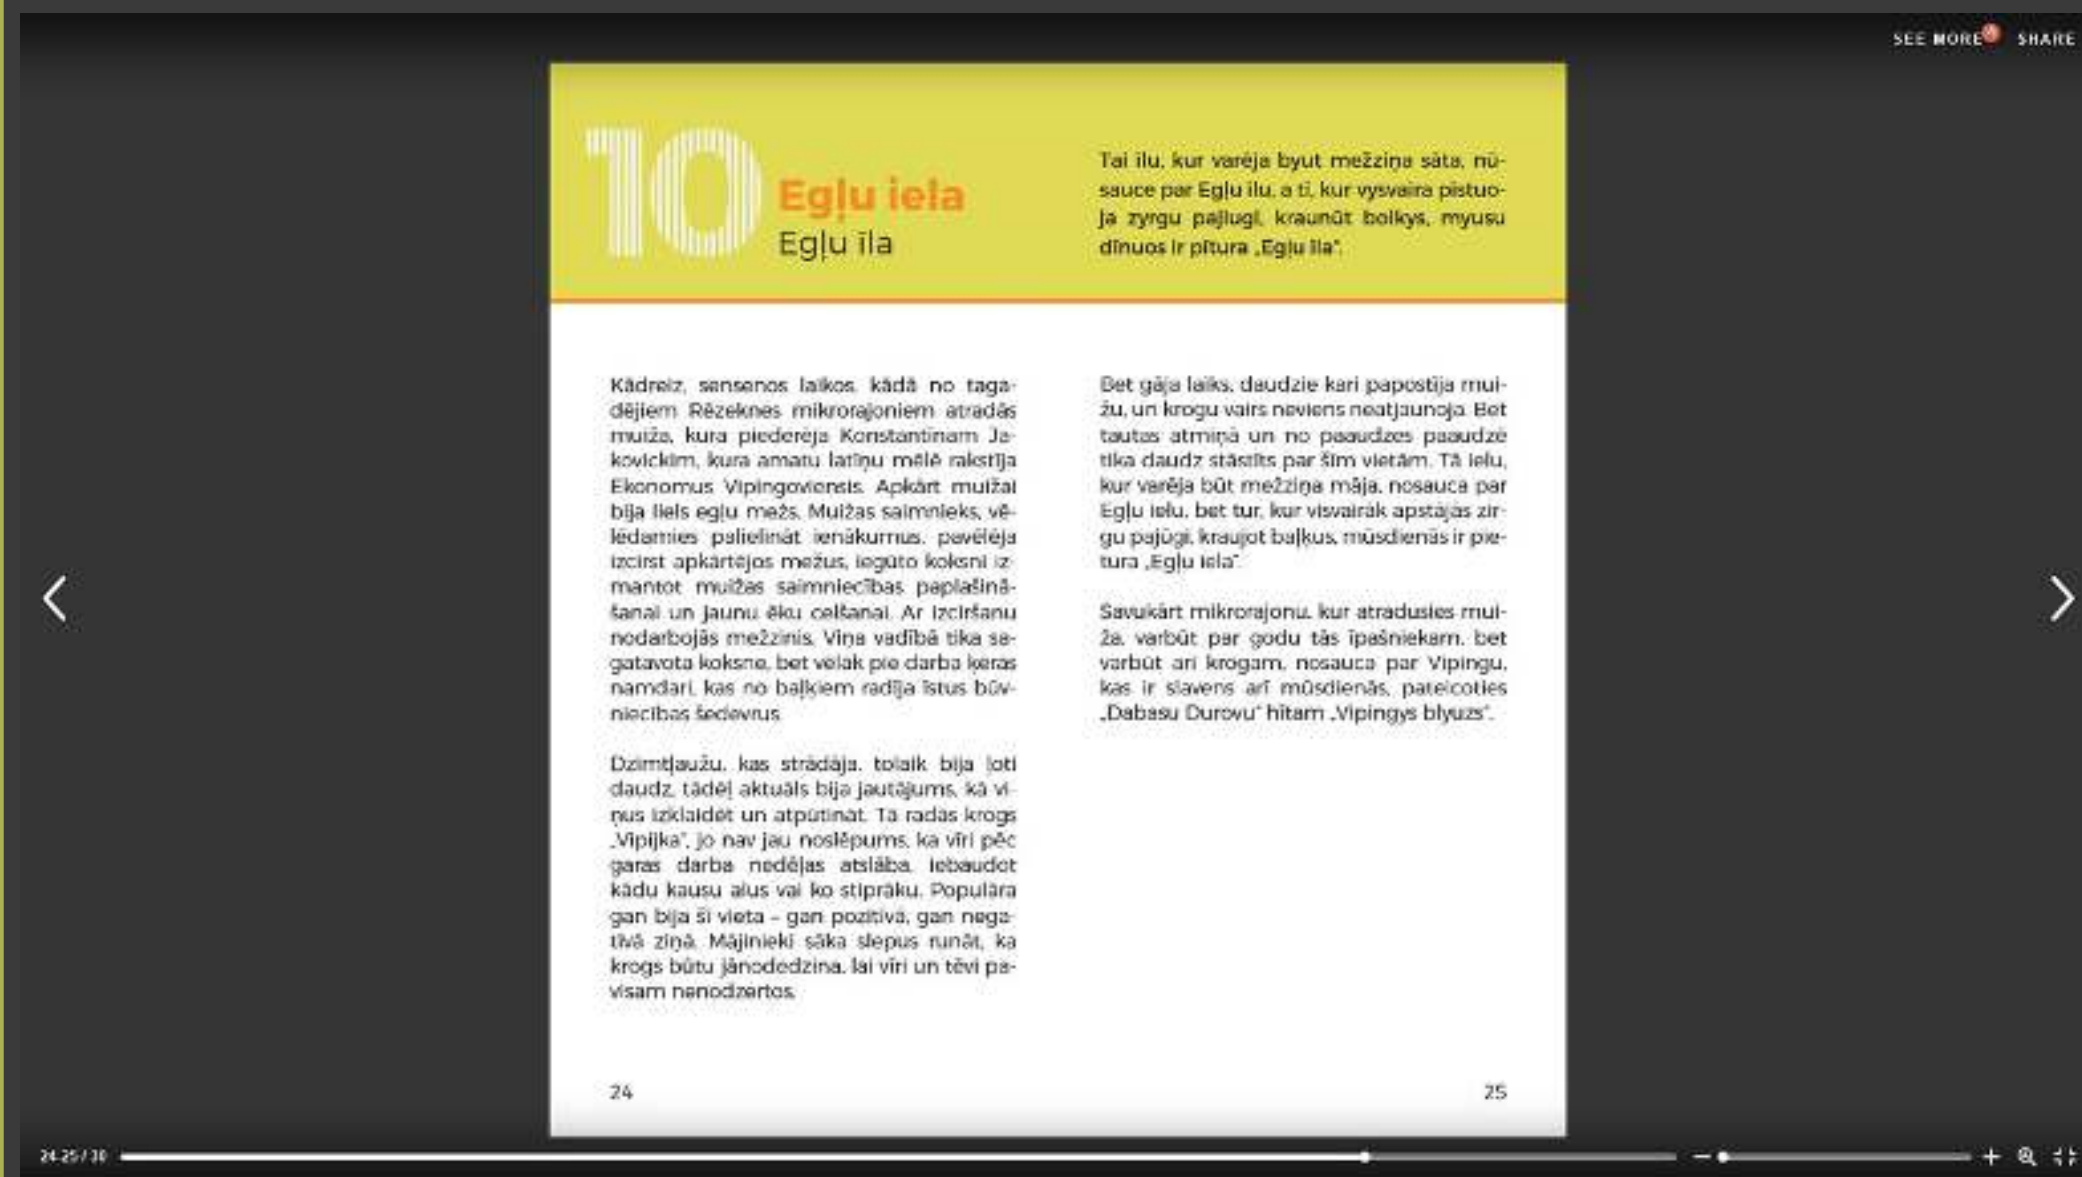 SEE MORE SHARE
10
Egļu iela
Egļu īla
Tai ilu, kur varēja byut mežziņa sāta, nū-
sauce par Egļu ilu, a tī, kur vysvaira pīstuo-
ja zyrgu pajiugi, kraunūt boļkys, myusu
dīnuos ir pītura „Egļu īla".
Kādreiz, sensenos laikos, kādā no taga-
dējiem Rēzeknes mikrorajoniem atradās
muiža, kura piederēja Konstantīnam Ja-
kovickim, kura amatu latīņu mēlē rakstīja
Ekonomus Vipingoviensis. Apkārt muižai
bija liels egļu mežs. Muižas saimnieks, vē-
lēdamies palielināt ienākumus, pavēlēja
izcirst apkārtējos mežus, iegūto koksni iz-
mantot muižas saimniecības paplašinā-
šanai un jaunu ēku celšanai. Ar izciršanu
nodarbojās mežzinis. Viņa vadībā tika sa-
gatavota koksne, bet vēlāk pie darba ķērās
namdari, kas no baļķiem radīja īstus būv-
niecības šedevrus.
Dzimtļaužu, kas strādāja, tolaik bija ļoti
daudz, tādēļ aktuāls bija jautājums, kā vi-
ņus izklaidēt un atpūtināt. Tā radās krogs
„Vipijka", jo nav jau noslēpums, ka vīri pēc
garas darba nedēļas atslāba, iebaudot
kādu kausu alus vai ko stiprāku. Populāra
gan bija šī vieta – gan pozitīvā, gan nega-
tīvā ziņā. Mājinieki sāka slepus runāt, ka
krogs būtu jānodedzina, lai vīri un tēvi pa-
visam nenodzertos.
Bet gāja laiks, daudzie kari papostīja mui-
žu, un krogu vairs neviens neatjaunoja. Bet
tautas atmiņā un no paaudzes paaudzē
tika daudz stāstīts par šīm vietām. Tā ielu,
kur varēja būt mežziņa māja, nosauca par
Egļu ielu, bet tur, kur visvairāk apstājās zir-
gu pajūgi, kraujot baļķus, mūsdienās ir pie-
tura „Egļu iela".
Savukārt mikrorajonu, kur atradusies mui-
ža, varbūt par godu tās īpašniekam, bet
varbūt arī krogam, nosauca par Vipingu,
kas ir slavens arī mūsdienās, pateicoties
„Dabasu Durovu" hītam „Vipingys blyuzs".
24
25
24-25 / 30